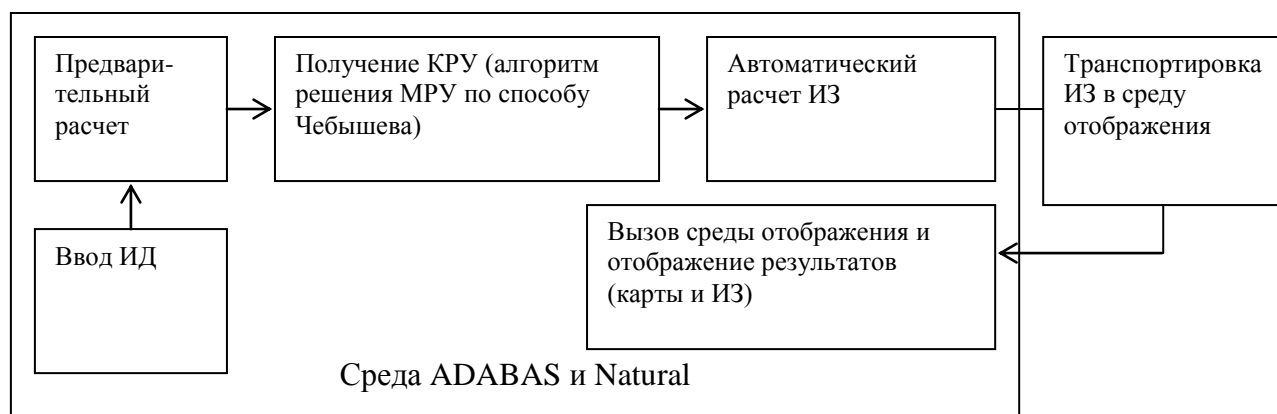 Предвари-
тельный
расчет
Получение КРУ (алгоритм
решения МРУ по способу
Чебышева)
Автоматический
расчет ИЗ
Транспортировка
ИЗ в среду
отображения
Ввод ИД
Вызов среды отображения и
отображение результатов
(карты и ИЗ)
Среда ADABAS и Natural